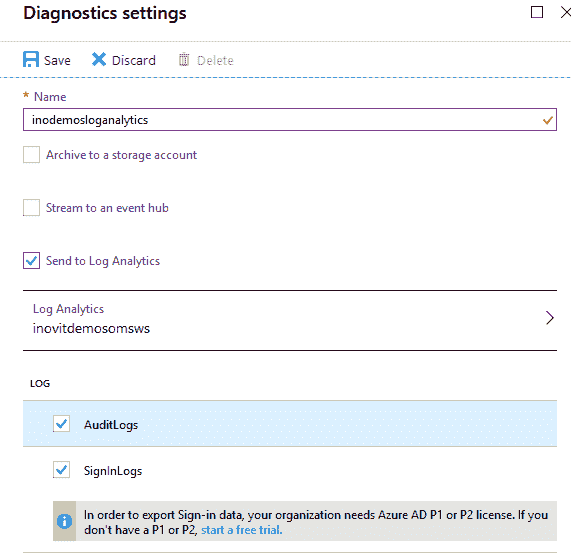 Diagnostics settings
Save Discard Delete
* Name
inodemosloganalytics
Archive to a storage account
Stream to an event hub
Send to Log Analytics
Log Analytics
inovitdemosomsws
LOG
AuditLogs
SignInLogs
In order to export Sign-in data, your organization needs Azure AD P1 or P2 license. If you
don't have a P1 or P2, start a free trial.